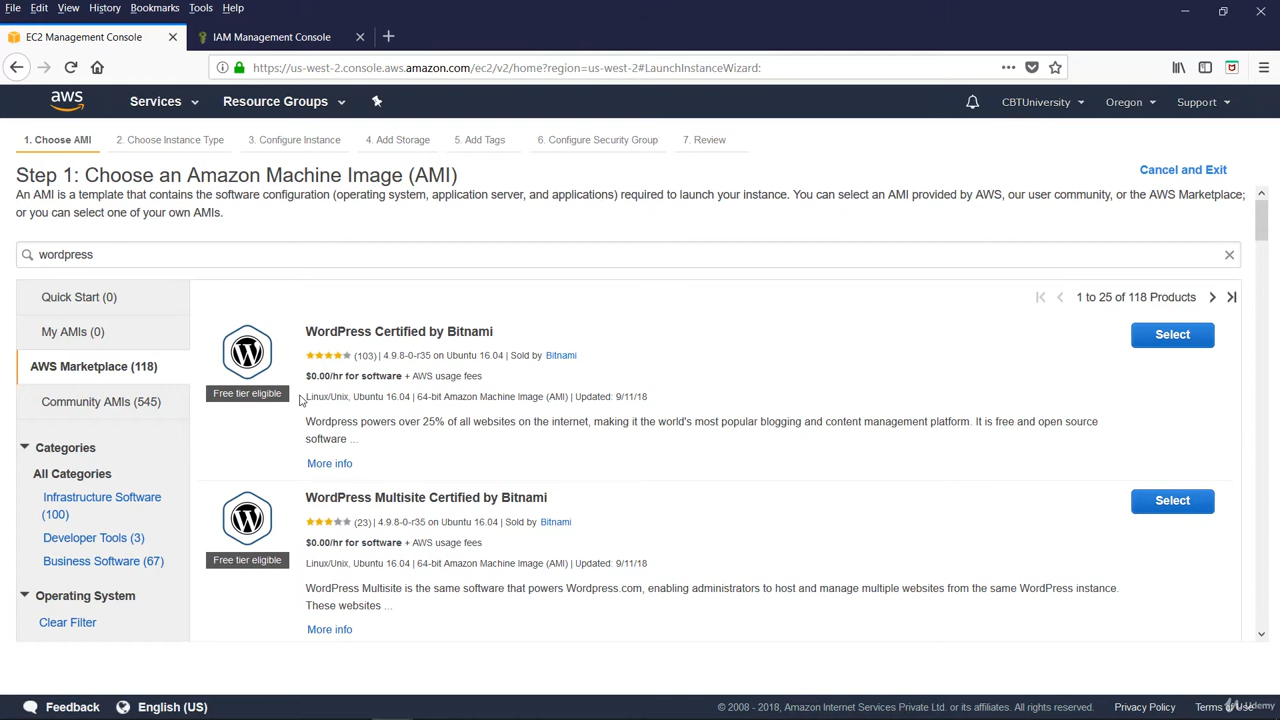 File Edit View History Bookmarks Tools Help
EC2 Management Console
IAM Management Console
https://us-west-2.console.aws.amazon.com/ec2/v2/home?region=us-west-2#LaunchInstanceWizard:
aws Services Resource Groups CBTUniversity Oregon Support
1. Choose AMI 2. Choose Instance Type 3. Configure Instance 4. Add Storage 5. Add Tags 6. Configure Security Group 7. Review
Step 1: Choose an Amazon Machine Image (AMI)
Cancel and Exit
An AMI is a template that contains the software configuration (operating system, application server, and applications) required to launch your instance. You can select an AMI provided by AWS, our user community, or the AWS Marketplace;
or you can select one of your own AMIs.
wordpress
Quick Start (0)
My AMIs (0)
AWS Marketplace (118)
Community AMIs (545)
Categories
All Categories
Infrastructure Software
(100)
Developer Tools (3)
Business Software (67)
Operating System
Clear Filter
1 to 25 of 118 Products
WordPress Certified by Bitnami
Select
(103) | 4.9.8-0-r35 on Ubuntu 16.04 | Sold by Bitnami
$0.00/hr for software + AWS usage fees
Free tier eligible
Linux/Unix, Ubuntu 16.04 | 64-bit Amazon Machine Image (AMI) | Updated: 9/11/18
Wordpress powers over 25% of all websites on the internet, making it the world's most popular blogging and content management platform. It is free and open source
software ...
More info
WordPress Multisite Certified by Bitnami
Select
(23) | 4.9.8-0-r35 on Ubuntu 16.04 | Sold by Bitnami
$0.00/hr for software + AWS usage fees
Free tier eligible
Linux/Unix, Ubuntu 16.04 | 64-bit Amazon Machine Image (AMI) | Updated: 9/11/18
WordPress Multisite is the same software that powers Wordpress.com, enabling administrators to host and manage multiple websites from the same WordPress instance.
These websites ...
More info
Feedback English (US) © 2008 - 2018, Amazon Internet Services Private Ltd. or its affiliates. All rights reserved. Privacy Policy Terms of Use
Udemy